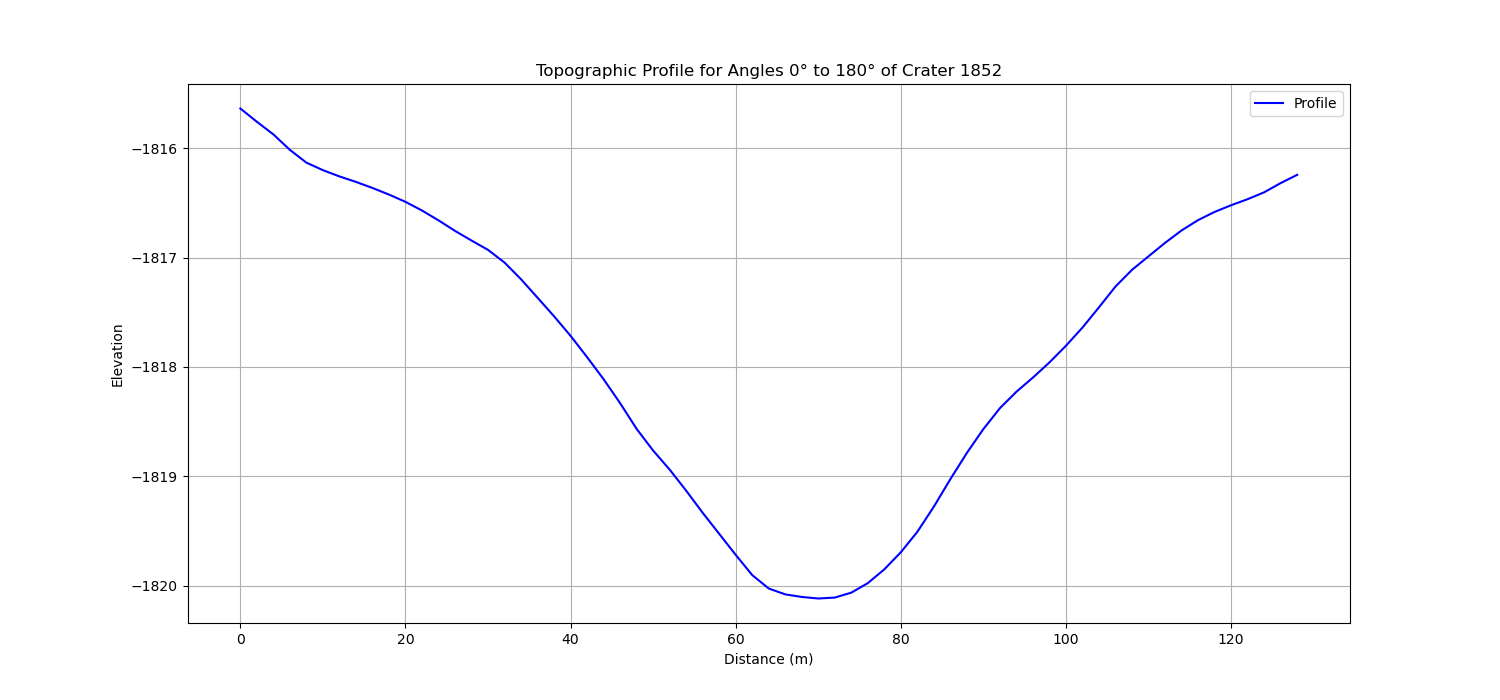 Topographic Profile for Angles 0° to 180° of Crater 1852
Profile
−1816
−1817
−1818
−1819
−1820
Elevation
0 20 40 60 80 100 120
Distance (m)